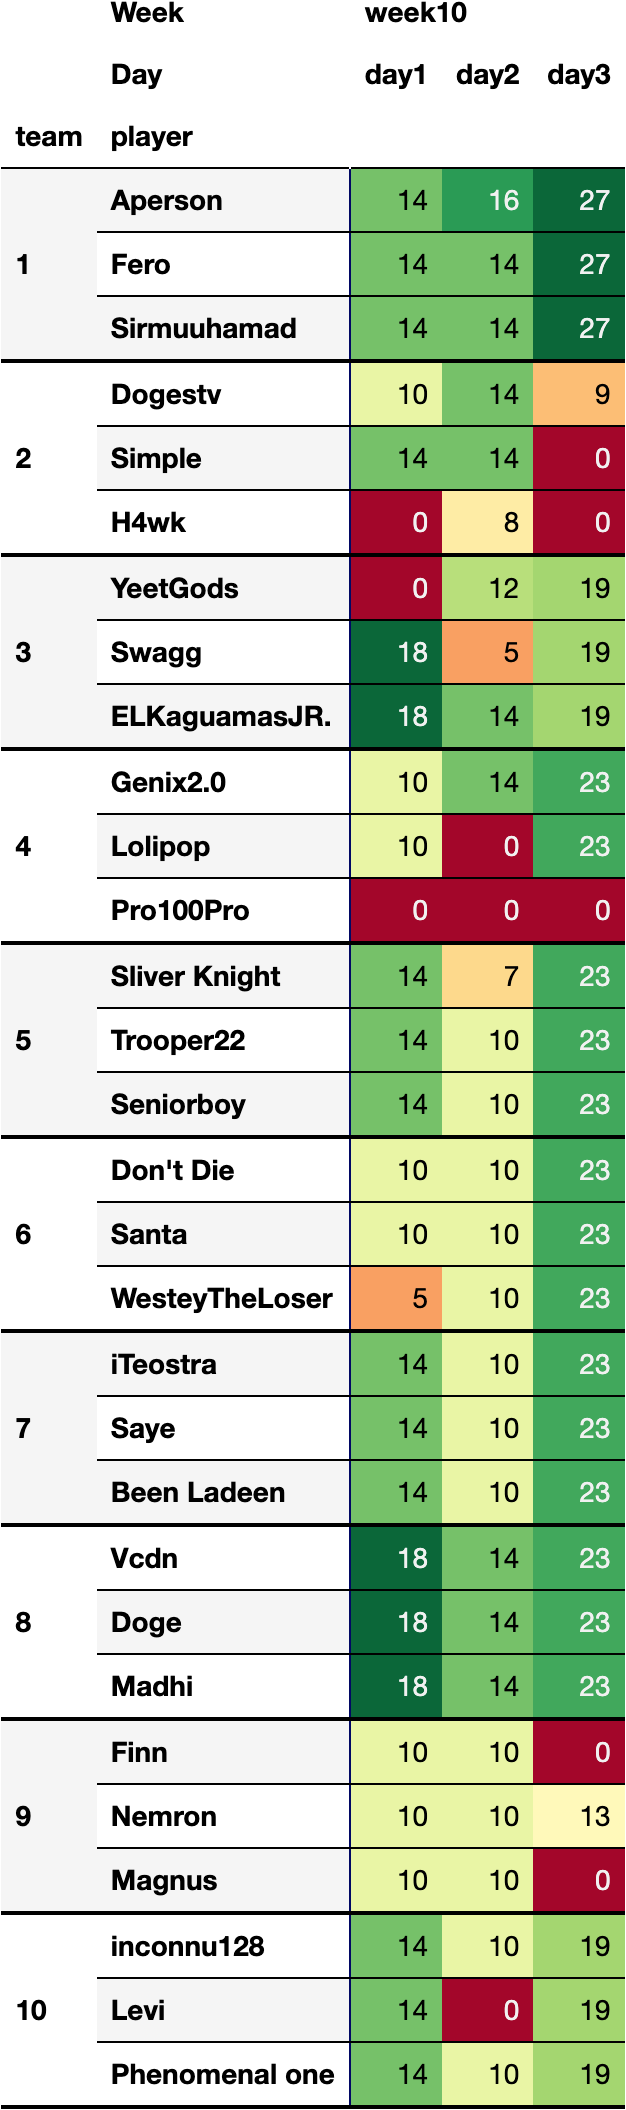 Week week10
Day day1 day2 day3
team player
Aperson 14 16 27
1 Fero 14 14 27
Sirmuuhamad 14 14 27
Dogestv 10 14 9
2 Simple 14 14 0
H4wk 0 8 0
YeetGods 0 12 19
3 Swagg 18 5 19
ELKaguamasJR. 18 14 19
Genix2.0 10 14 23
4 Lolipop 10 0 23
Pro100Pro 0 0 0
Sliver Knight 14 7 23
5 Trooper22 14 10 23
Seniorboy 14 10 23
Don't Die 10 10 23
6 Santa 10 10 23
WesteyTheLoser 5 10 23
iTeostra 14 10 23
7 Saye 14 10 23
Been Ladeen 14 10 23
Vcdn 18 14 23
8 Doge 18 14 23
Madhi 18 14 23
Finn 10 10 0
9 Nemron 10 10 13
Magnus 10 10 0
inconnu128 14 10 19
10 Levi 14 0 19
Phenomenal one 14 10 19